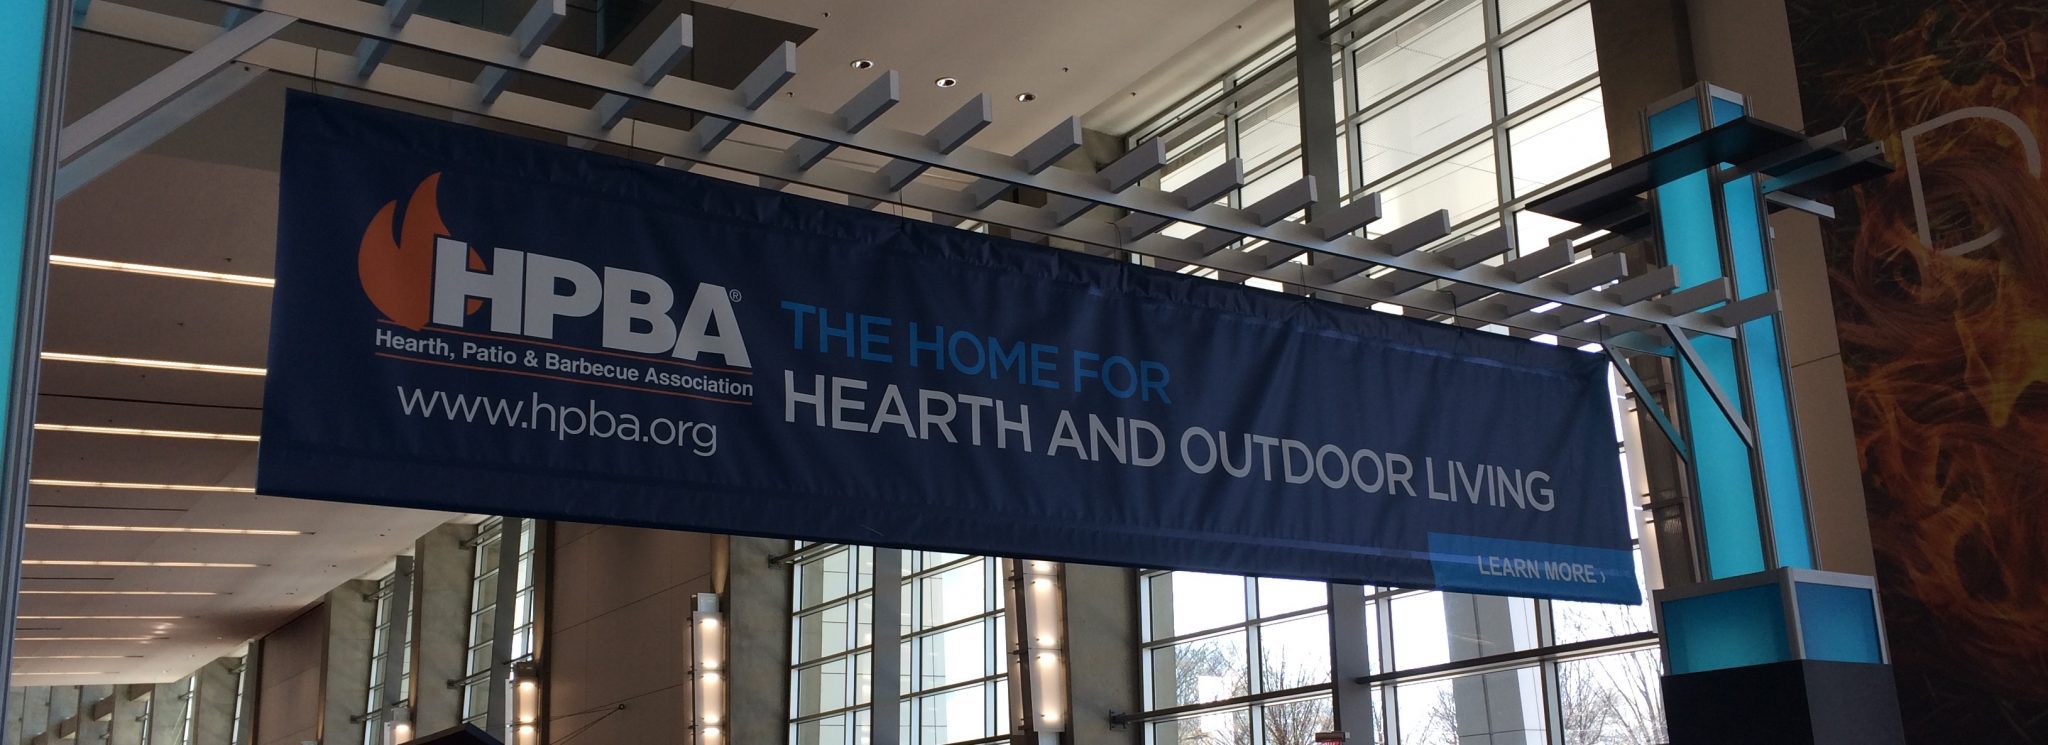 HPBA®
Hearth, Patio & Barbecue Association
www.hpba.org
THE HOME FOR
HEARTH AND OUTDOOR LIVING
LEARN MORE ›
D